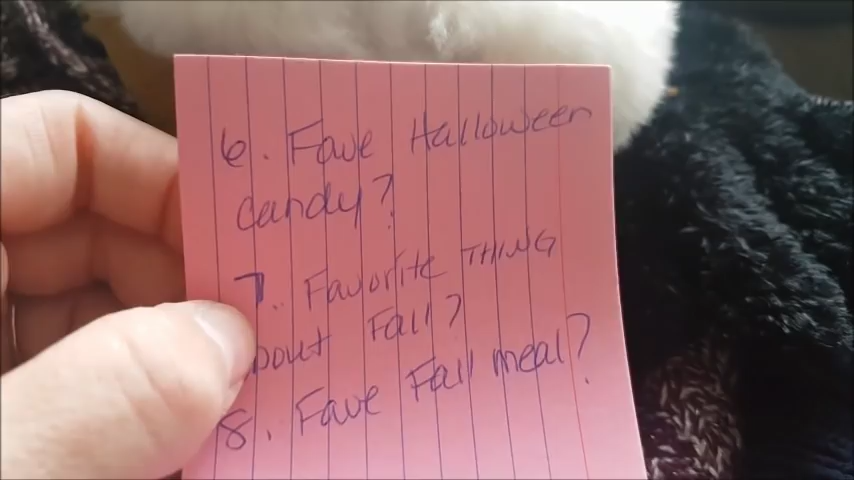 6. Fave Halloween
candy?
7. Favorite THING
bout Fall?
8. Fave Fall meal?